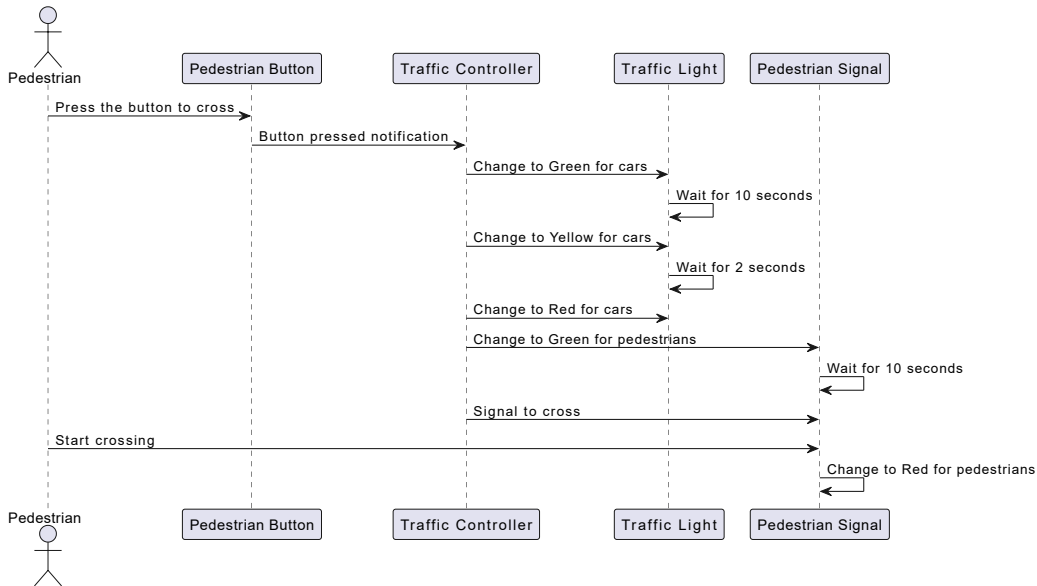 Pedestrian
Pedestrian Button
Traffic Controller
Traffic Light
Pedestrian Signal
Press the button to cross
Button pressed notification
Change to Green for cars
Wait for 10 seconds
Change to Yellow for cars
Wait for 2 seconds
Change to Red for cars
Change to Green for pedestrians
Wait for 10 seconds
Signal to cross
Start crossing
Change to Red for pedestrians
Pedestrian
Pedestrian Button
Traffic Controller
Traffic Light
Pedestrian Signal